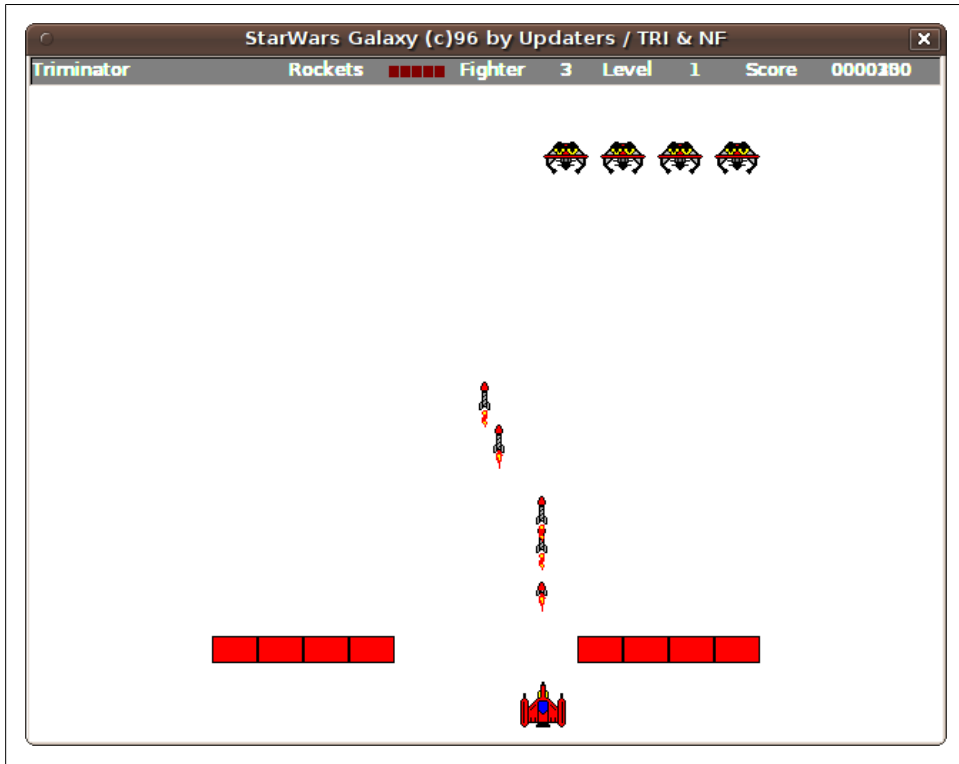 StarWars Galaxy (c)96 by Updaters / TRI & NF
Triminator Rockets Fighter 3 Level 1 Score